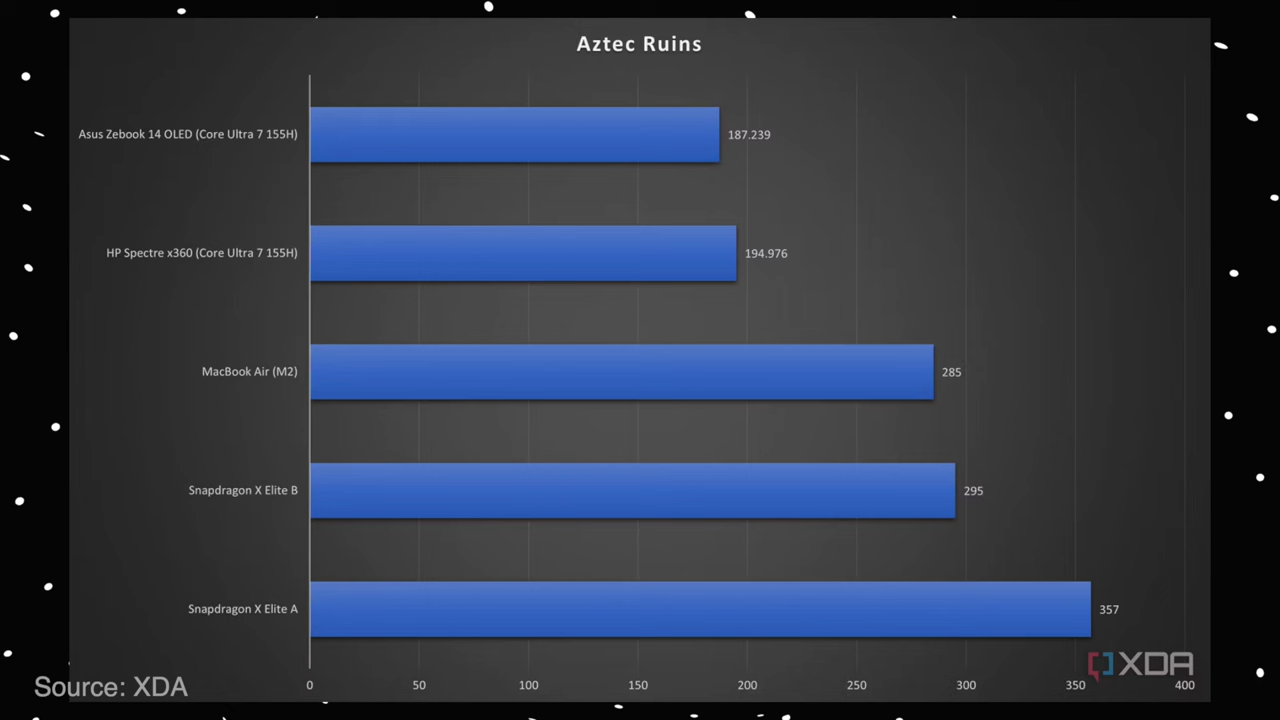 Aztec Ruins
Asus Zebook 14 OLED (Core Ultra 7 155H)
187.239
HP Spectre x360 (Core Ultra 7 155H)
194.976
MacBook Air (M2)
285
Snapdragon X Elite B
295
Snapdragon X Elite A
357
XDA
0 50 100 150 200 250 300 350 400
Source: XDA